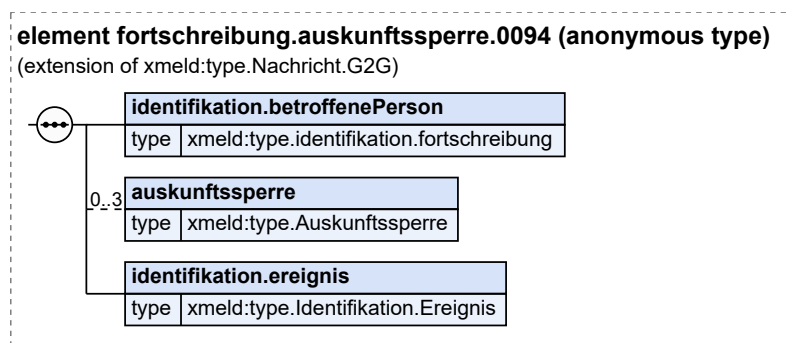 element fortschreibung.auskunftssperre.0094 (anonymous type)
(extension of xmeld:type.Nachricht.G2G)
identifikation.betroffenePerson
type xmeld:type.identifikation.fortschreibung
0..3
auskunftssperre
type xmeld:type.Auskunftssperre
identifikation.ereignis
type xmeld:type.Identifikation.Ereignis